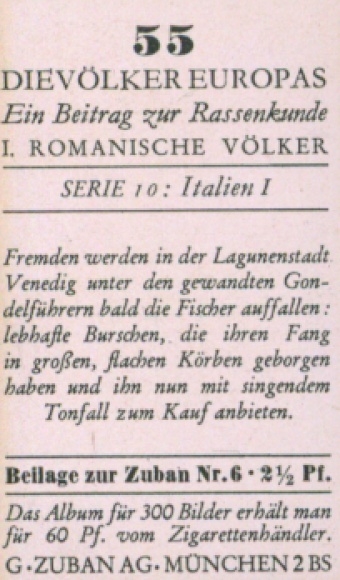 55
DIE VÖLKER EUROPAS
Ein Beitrag zur Rassenkunde
I. ROMANISCHE VÖLKER
SERIE 10: Italien I
Fremden werden in der Lagunenstadt
Venedig unter den gewandten Gon-
delführern bald die Fischer auffallen:
lebhafte Burschen, die ihren Fang
in großen, flachen Körben geborgen
haben und ihn nun mit singendem
Tonfall zum Kauf anbieten.
Beilage zur Zuban Nr. 6 · 2½ Pf.
Das Album für 300 Bilder erhält man
für 60 Pf. vom Zigarettenhändler.
G · ZUBAN AG · MÜNCHEN 2 BS